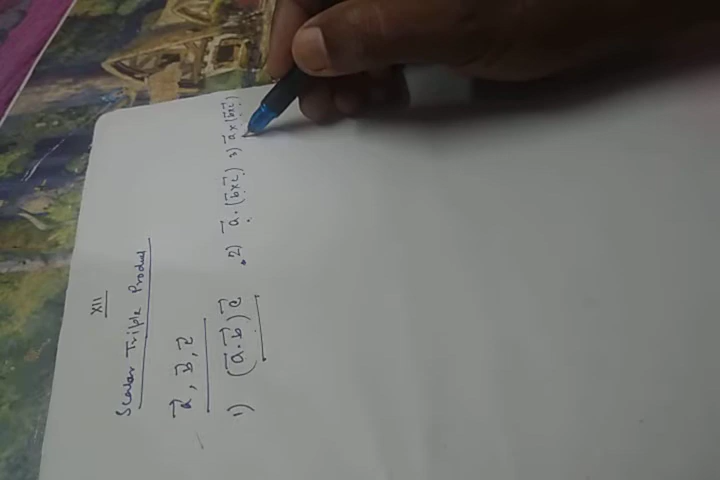 XII
Scalar Triple Product
a⃗, b⃗, c⃗
1) (a⃗·b⃗)c⃗ 2) a⃗·(b⃗×c⃗) 3) a⃗×(b⃗×c⃗)